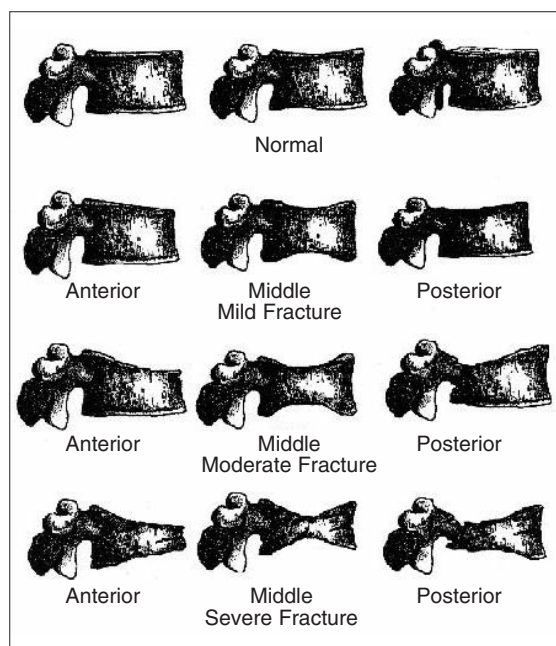 Normal
Anterior Middle Posterior
Mild Fracture
Anterior Middle Posterior
Moderate Fracture
Anterior Middle Posterior
Severe Fracture